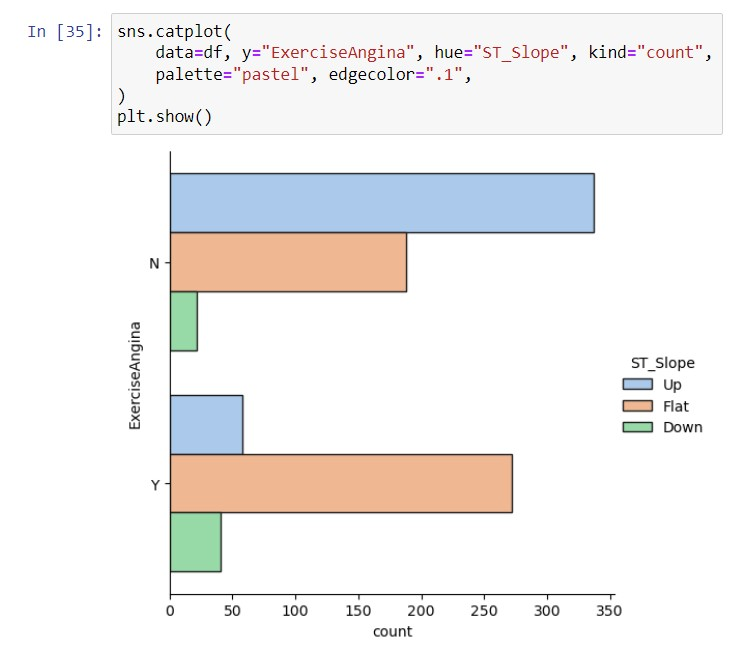 In [35]: sns.catplot(
    data=df, y="ExerciseAngina", hue="ST_Slope", kind="count",
    palette="pastel", edgecolor=".1",
)
plt.show()
N
Y
ExerciseAngina
ST_Slope
Up
Flat
Down
0 50 100 150 200 250 300 350
count